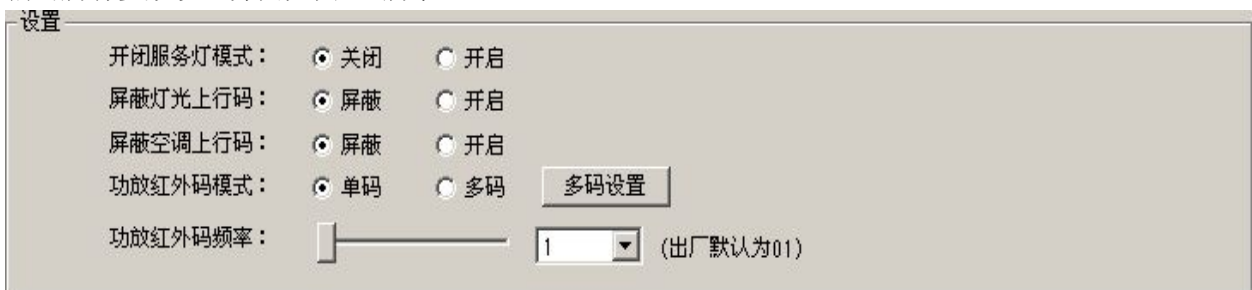 设置
开闭服务灯模式： 关闭 开启
屏蔽灯光上行码： 屏蔽 开启
屏蔽空调上行码： 屏蔽 开启
功放红外码模式： 单码 多码 多码设置
功放红外码频率： 1 (出厂默认为01)